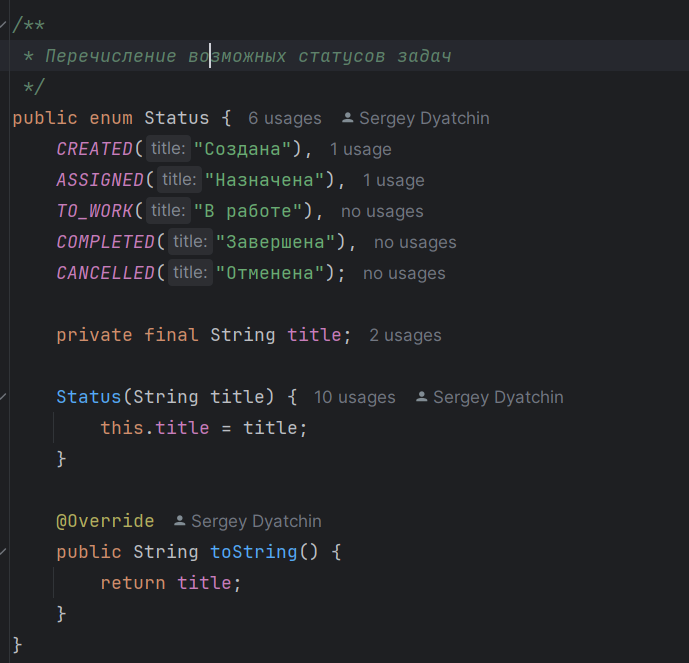 /**
 * Перечисление возможных статусов задач
 */
public enum Status {  6 usages  Sergey Dyatchin
    CREATED( title: "Создана"),  1 usage
    ASSIGNED( title: "Назначена"),  1 usage
    TO_WORK( title: "В работе"),  no usages
    COMPLETED( title: "Завершена"),  no usages
    CANCELLED( title: "Отменена");  no usages
    private final String title;  2 usages
    Status(String title) {  10 usages  Sergey Dyatchin
        this.title = title;
    }
    @Override  Sergey Dyatchin
    public String toString() {
        return title;
    }
}